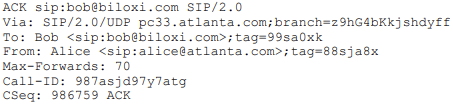 ACK sip:bob@biloxi.com SIP/2.0
Via: SIP/2.0/UDP pc33.atlanta.com;branch=z9hG4bKkjshdyff
To: Bob <sip:bob@biloxi.com>;tag=99sa0xk
From: Alice <sip:alice@atlanta.com>;tag=88sja8x
Max-Forwards: 70
Call-ID: 987asjd97y7atg
CSeq: 986759 ACK